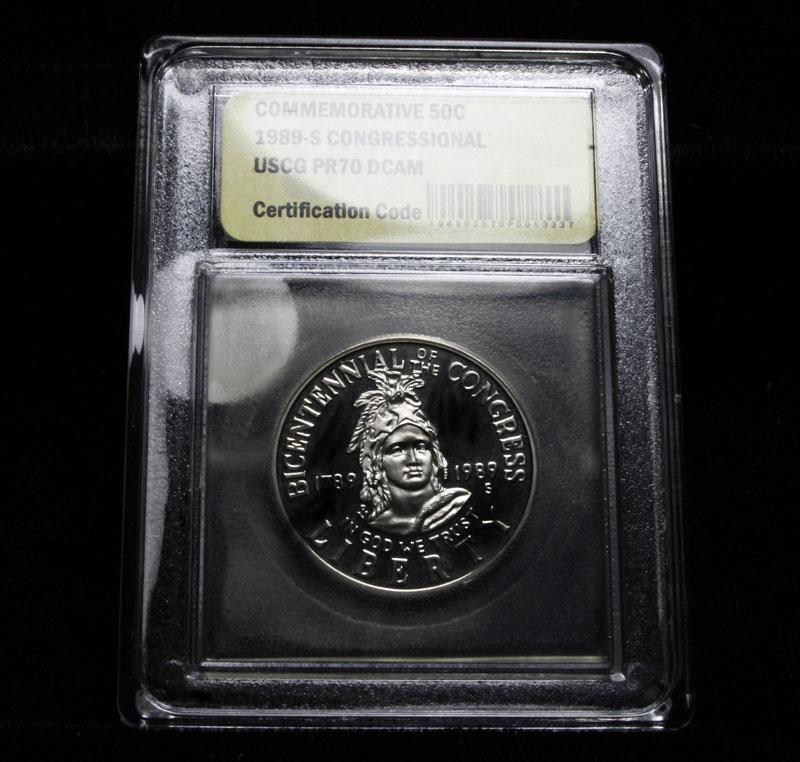 COMMEMORATIVE 50C
1989-S CONGRESSIONAL
USCG PR70 DCAM
Certification Code
198903870P0013337
BICENTENNIAL OF THE CONGRESS
1789 1989
S
IN GOD WE TRUST
LIBERTY